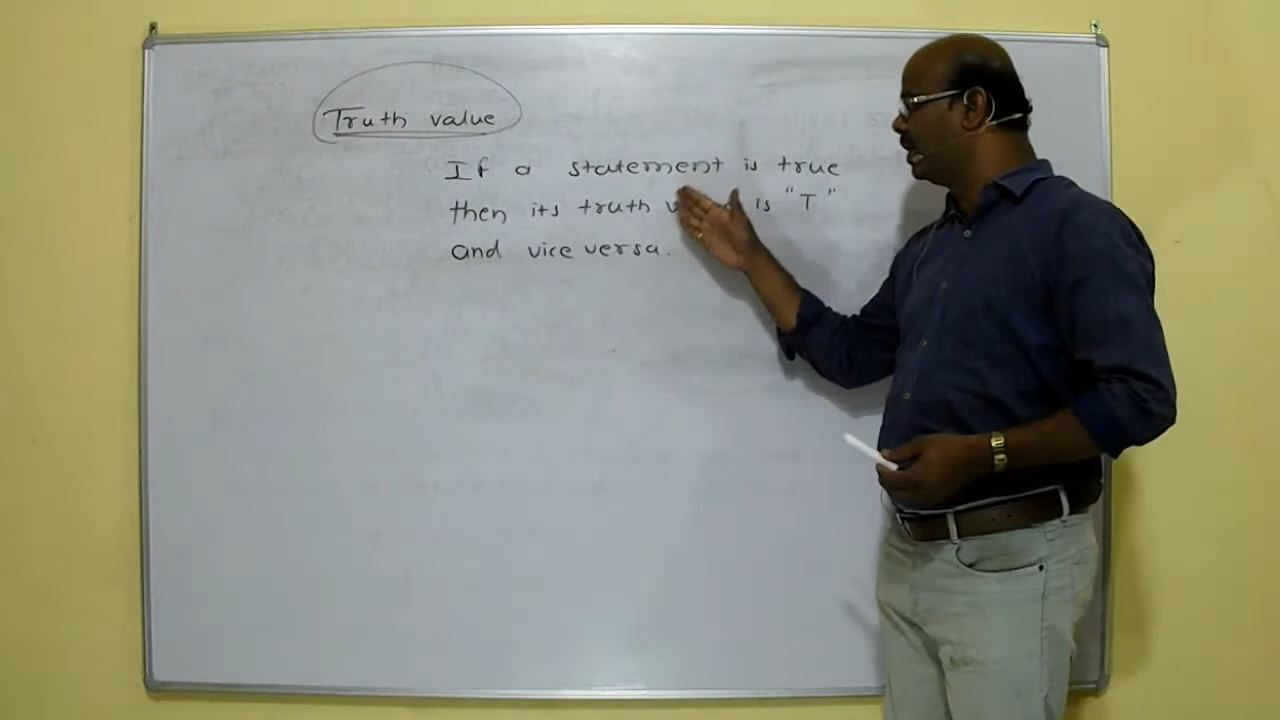 Truth value
If a statement is true
then its truth is "T"
and vice versa.